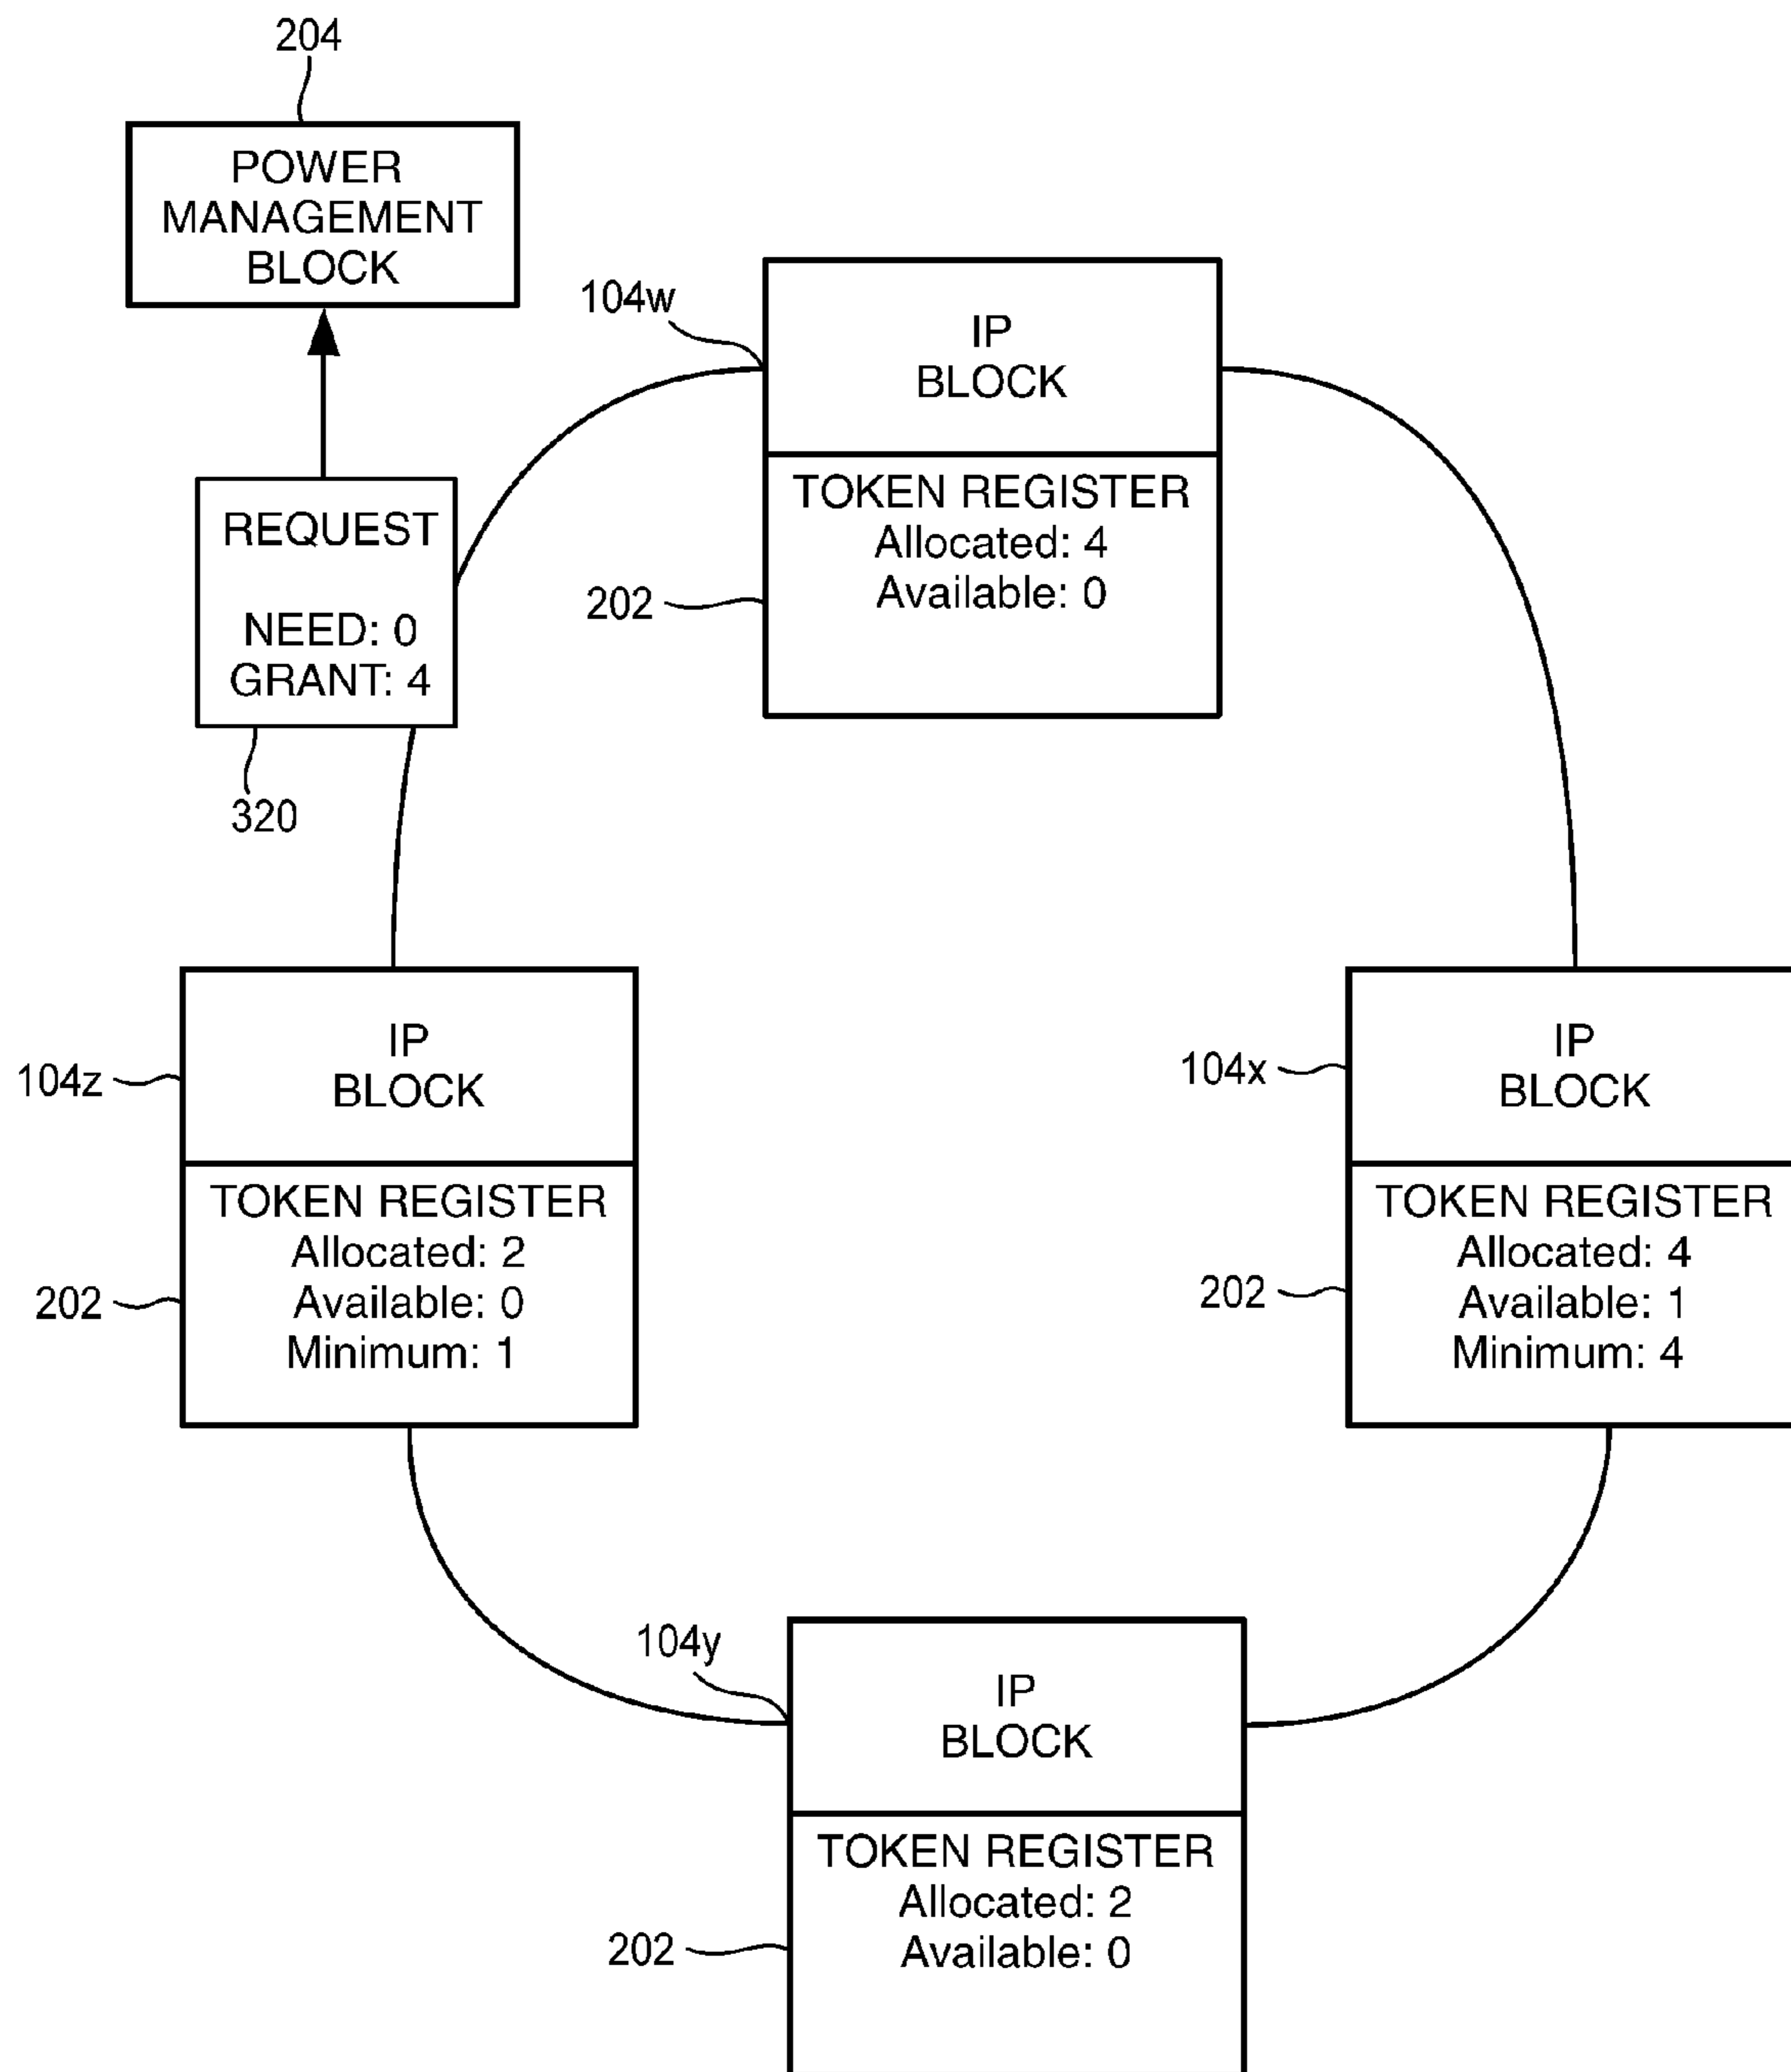 204
POWER
MANAGEMENT
BLOCK
104w
IP
BLOCK
TOKEN REGISTER
Allocated: 4
Available: 0
202
REQUEST
NEED: 0
GRANT: 4
320
104z
IP
BLOCK
TOKEN REGISTER
Allocated: 2
Available: 0
Minimum: 1
202
104x
IP
BLOCK
TOKEN REGISTER
Allocated: 4
Available: 1
Minimum: 4
202
104y
IP
BLOCK
TOKEN REGISTER
Allocated: 2
Available: 0
202